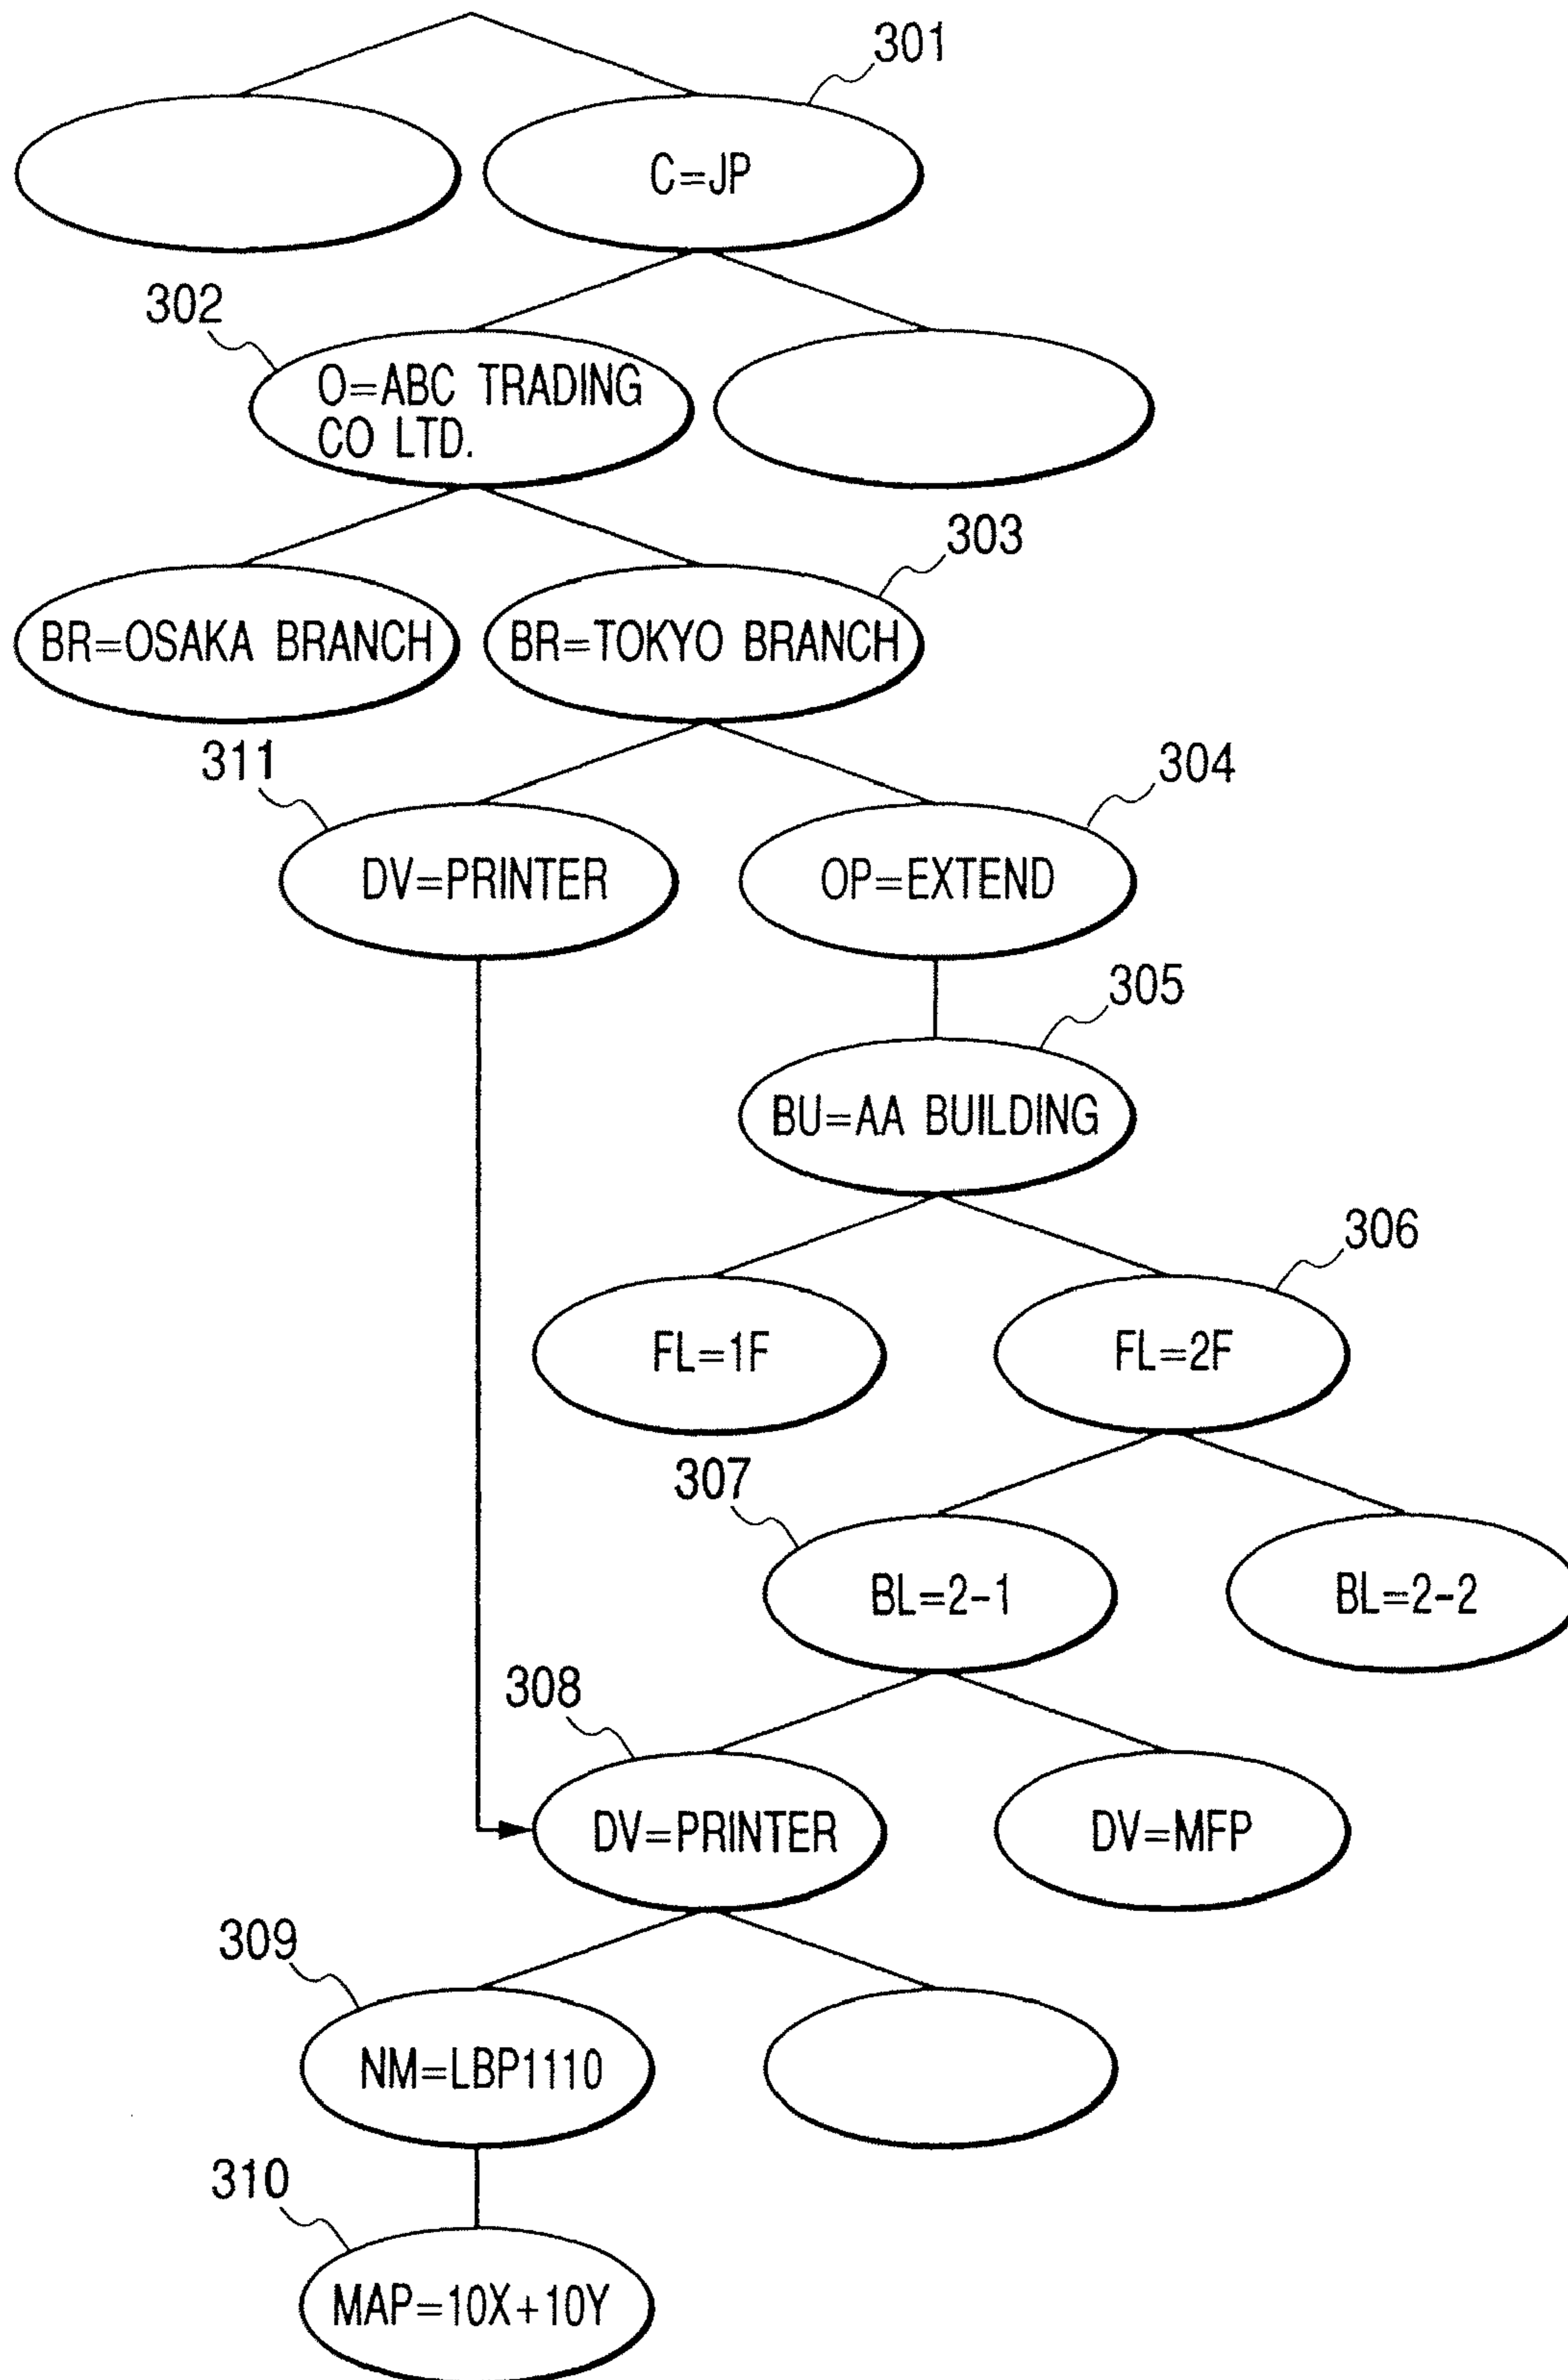 301
C=JP
302
O=ABC TRADING
CO LTD.
303
BR=OSAKA BRANCH
BR=TOKYO BRANCH
311
304
DV=PRINTER
OP=EXTEND
305
BU=AA BUILDING
306
FL=1F
FL=2F
307
BL=2-1
BL=2-2
308
DV=PRINTER
DV=MFP
309
NM=LBP1110
310
MAP=10X+10Y